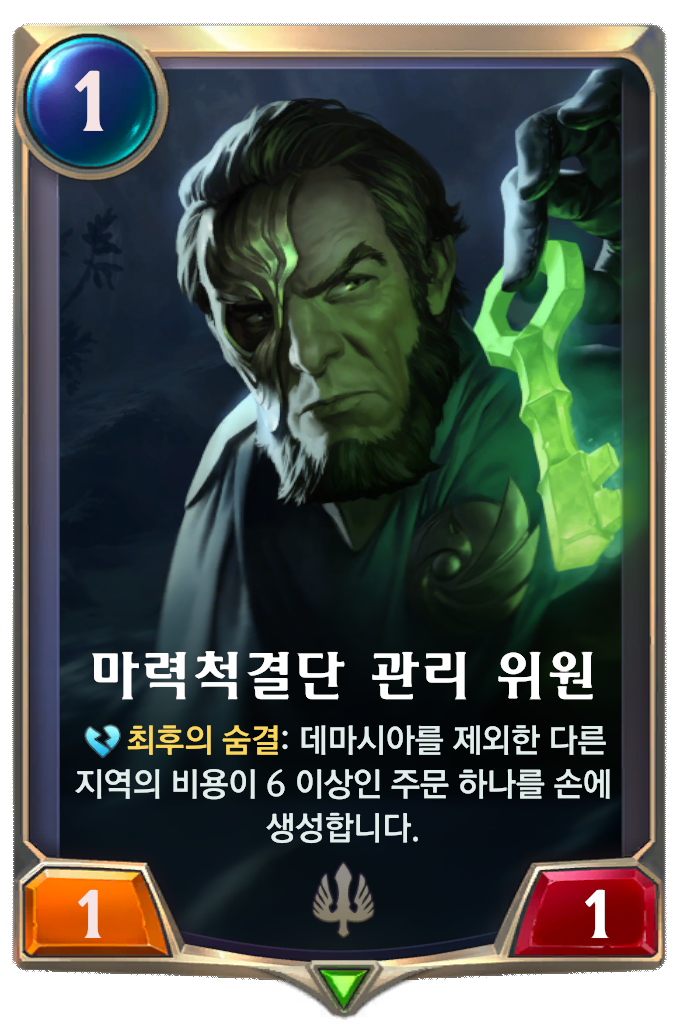 1
마력척결단 관리 위원
최후의 숨결: 데마시아를 제외한 다른
지역의 비용이 6 이상인 주문 하나를 손에
생성합니다.
1 1